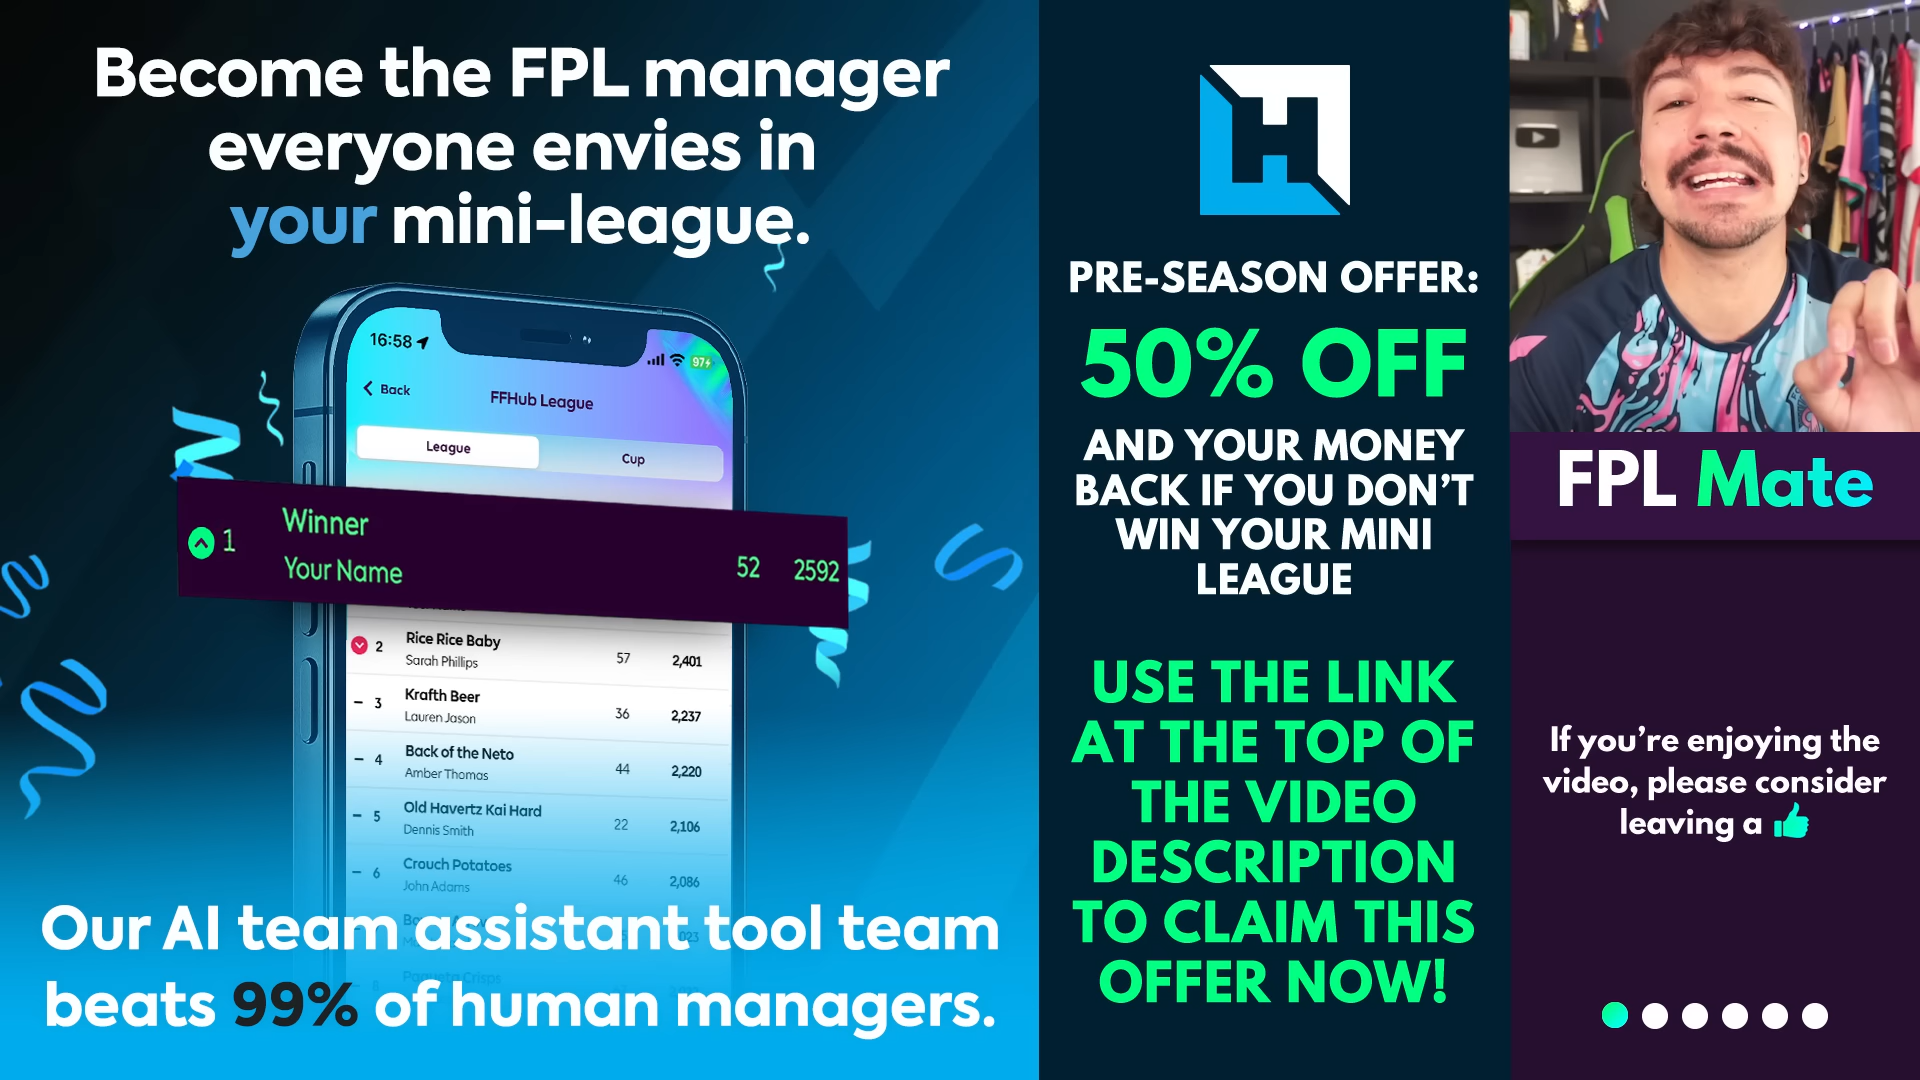 Become the FPL manager
everyone envies in
your mini-league.
16:58
97
Back
FFHub League
League
Cup
1
Winner
Your Name
52
2592
2
Rice Rice Baby
Sarah Phillips
57
2,401
3
Krafth Beer
Lauren Jason
36
2,237
4
Back of the Neto
Amber Thomas
44
2,220
5
Old Havertz Kai Hard
Dennis Smith
22
2,106
6
Crouch Potatoes
John Adams
46
2,086
Paqueta Crisps
8
Our AI team assistant tool team
beats 99% of human managers.
H
PRE-SEASON OFFER:
50% OFF
AND YOUR MONEY
BACK IF YOU DON'T
WIN YOUR MINI
LEAGUE
USE THE LINK
AT THE TOP OF
THE VIDEO
DESCRIPTION
TO CLAIM THIS
OFFER NOW!
FPL Mate
If you're enjoying the
video, please consider
leaving a